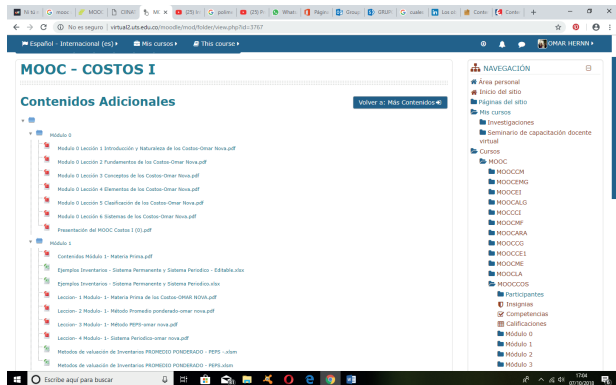 No es seguro | virtual2.uts.edu.co/moodle/mod/folder/view.php?id=3767
Español - Internacional (es)
Mis cursos
This course
OMAR HERNN
MOOC - COSTOS I
Contenidos Adicionales
Volver a: Más Contenidos
Módulo 0
Modulo 0 Lección 1 Introducción y Naturaleza de los Costos-Omar Nova.pdf
Modulo 0 Lección 2 Fundamentos de los Costos-Omar Nova.pdf
Modulo 0 Lección 3 Conceptos de los Costos-Omar Nova.pdf
Modulo 0 Lección 4 Elementos de los Costos-Omar Nova.pdf
Modulo 0 Lección 5 Clasificación de los Costos-Omar Nova.pdf
Modulo 0 Lección 6 Sistemas de los Costos-Omar Nova.pdf
Presentación del MOOC Costos I (0).pdf
Módulo 1
Contenidos Módulo 1- Materia Prima.pdf
Ejemplos Inventarios - Sistema Permanente y Sistema Periodico - Editable.xlsx
Ejemplos Inventarios - Sistema Permanente y Sistema Periodico.xlsx
Leccion- 1 Modulo- 1- Materia Prima de los Costos-OMAR NOVA.pdf
Leccion- 2 Modulo- 1- Método Promedio ponderado-omar nova.pdf
Leccion- 3 Modulo- 1- Método PEPS-omar nova.pdf
Leccion- 4 Modulo- 1- Sistema Periodico-omar nova.pdf
Metodos de valuación de Inventarios PROMEDIO PONDERADO - PEPS -.xlsm
Metodos de valuación de Inventarios PROMEDIO PONDERADO - PEPS.xlsm
NAVEGACIÓN
Área personal
Inicio del sitio
Páginas del sitio
Mis cursos
Investigaciones
Seminario de capacitación docente
virtual
Cursos
MOOC
MOOCCM
MOOCEMG
MOOCEI
MOOCALG
MOCCCI
MOOCMF
MOOCARA
MOOCCG
MOOCCE1
MOOCME
MOOCLA
MOOCCOS
Participantes
Insignias
Competencias
Calificaciones
Módulo 0
Módulo 1
Módulo 2
Módulo 3
Escribe aquí para buscar
17:04
07/10/2018